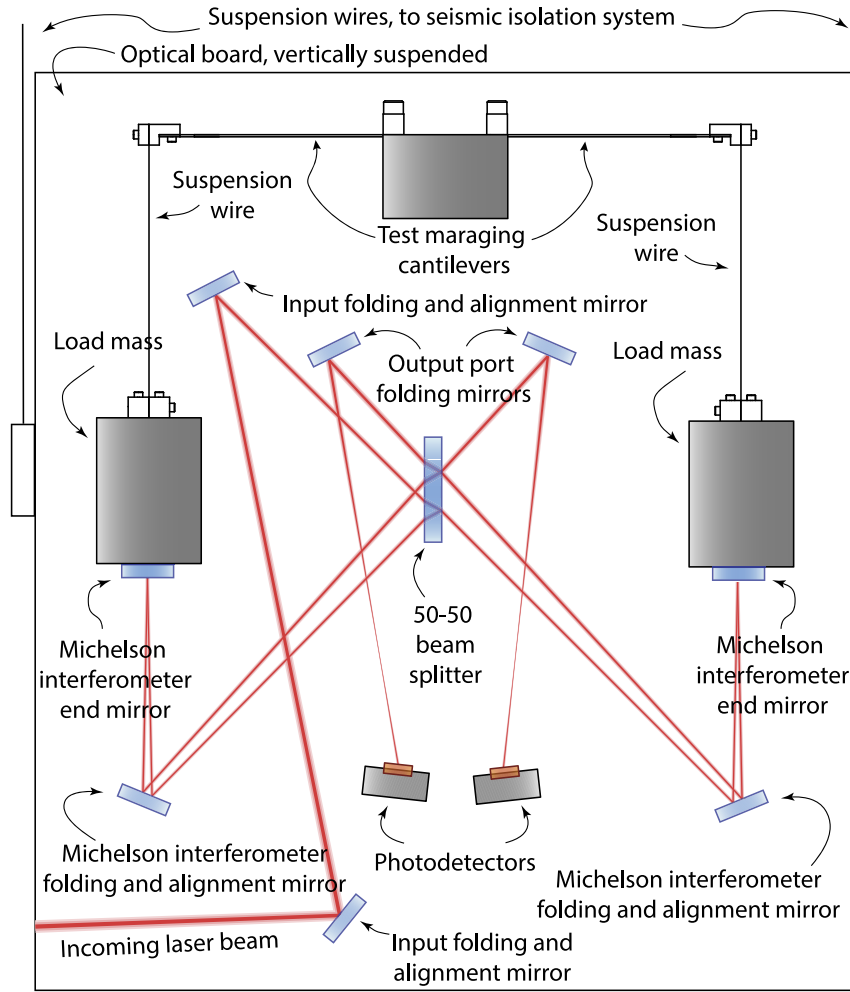 Suspension wires, to seismic isolation system
Optical board, vertically suspended
Suspension
wire
Test maraging
cantilevers
Suspension
wire
Input folding and alignment mirror
Load mass
Output port
folding mirrors
Load mass
50-50
beam
splitter
Michelson
interferometer
end mirror
Michelson
interferometer
end mirror
Michelson interferometer
folding and alignment mirror
Photodetectors
Michelson interferometer
folding and alignment mirror
Incoming laser beam
Input folding and
alignment mirror